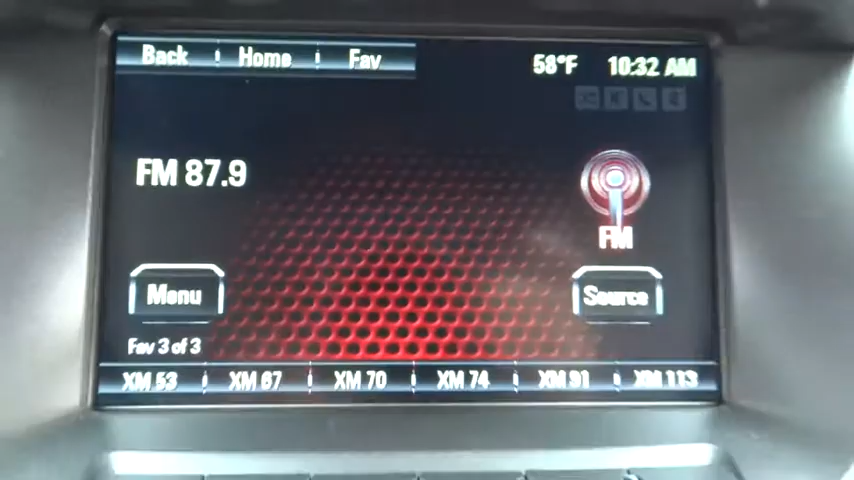 Back Home Fav 58°F 10:32 AM
FM 87.9
FM
Menu Source
Fav 3 of 3
XM 53 XM 67 XM 70 XM 74 XM 91 XM 113